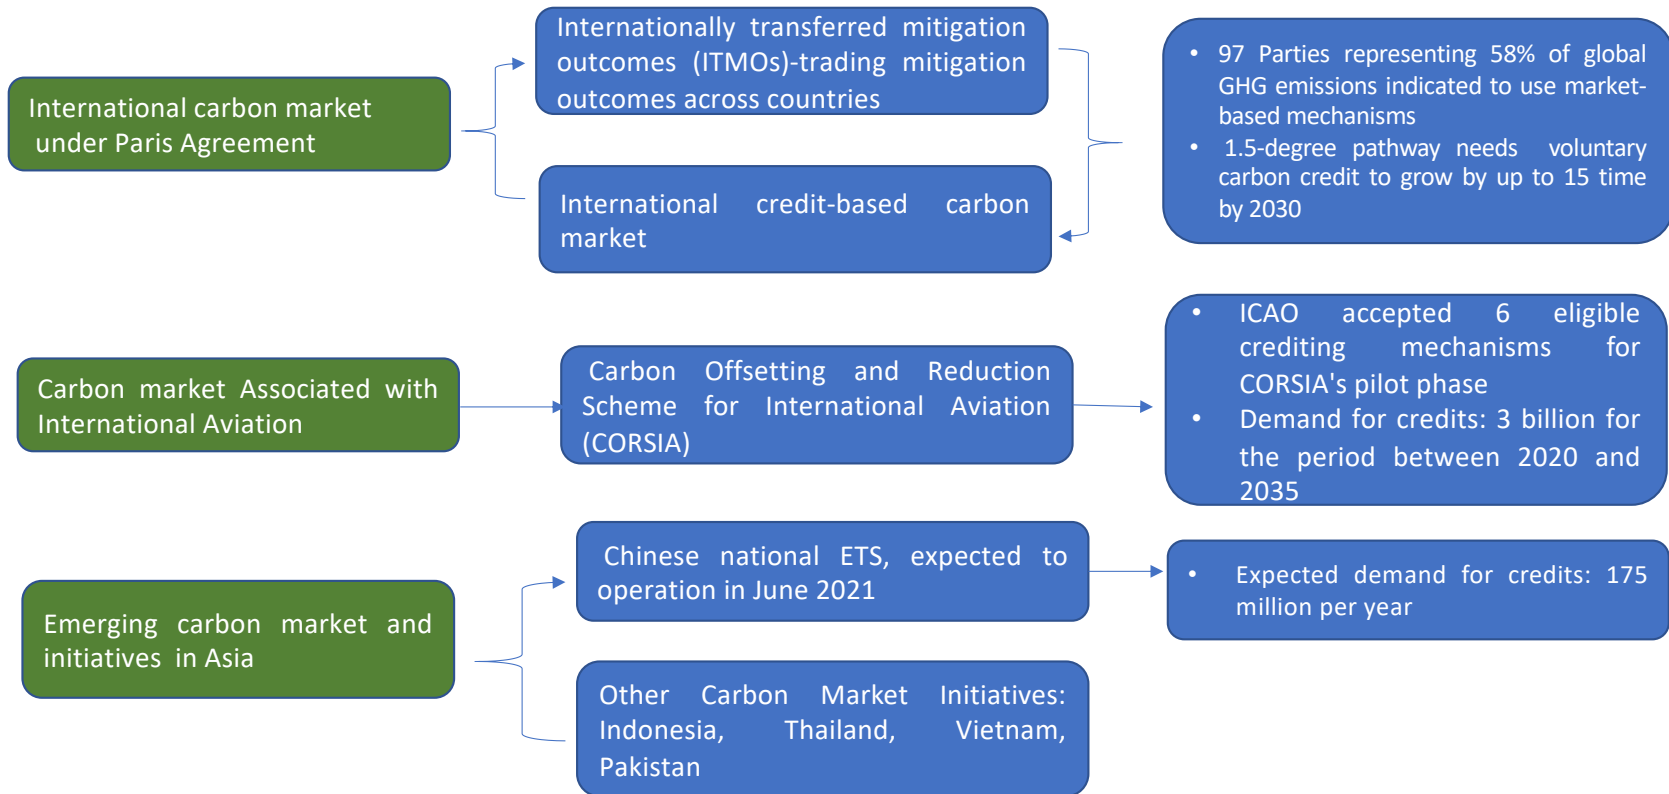 International carbon market
under Paris Agreement
Internationally transferred mitigation
outcomes (ITMOs)-trading mitigation
outcomes across countries
International credit-based carbon
market
• 97 Parties representing 58% of global
GHG emissions indicated to use market-
based mechanisms
• 1.5-degree pathway needs voluntary
carbon credit to grow by up to 15 time
by 2030
Carbon market Associated with
International Aviation
Carbon Offsetting and Reduction
Scheme for International Aviation
(CORSIA)
• ICAO accepted 6 eligible
crediting mechanisms for
CORSIA's pilot phase
• Demand for credits: 3 billion for
the period between 2020 and
2035
Emerging carbon market and
initiatives in Asia
Chinese national ETS, expected to
operation in June 2021
• Expected demand for credits: 175
million per year
Other Carbon Market Initiatives:
Indonesia, Thailand, Vietnam,
Pakistan